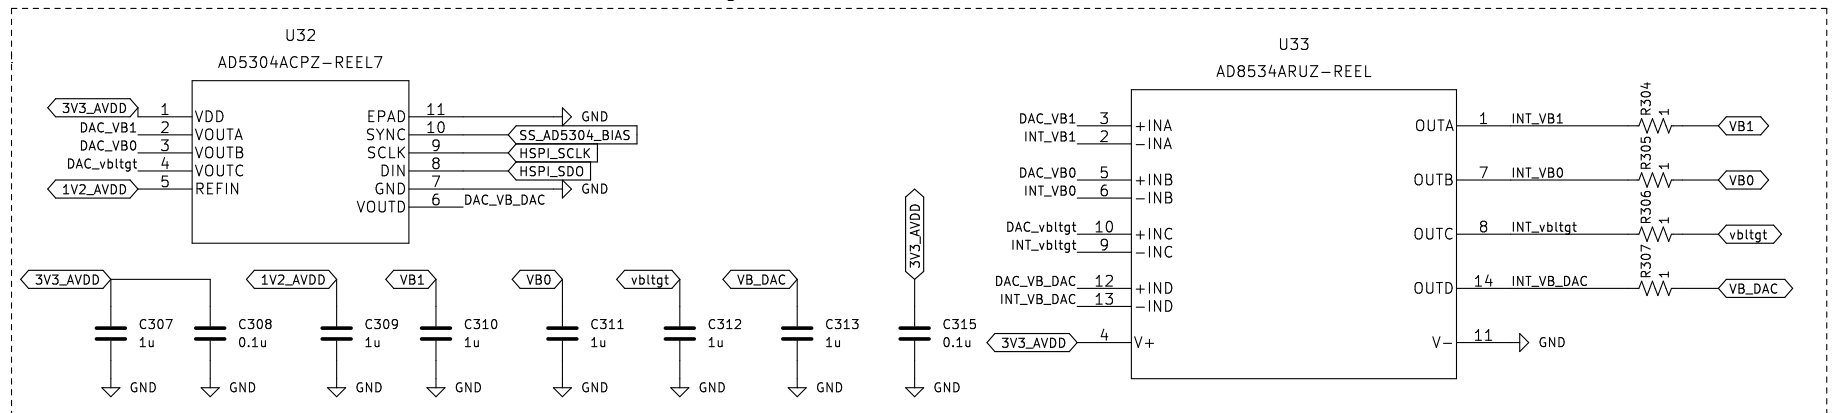 U32
AD5304ACPZ-REEL7
3V3_AVDD 1 VDD EPAD 11 GND
DAC_VB1 2 VOUTA SYNC 10 SS_AD5304_BIAS
DAC_VB0 3 VOUTB SCLK 9 HSPI_SCLK
DAC_vbltgt 4 VOUTC DIN 8 HSPI_SDO
1V2_AVDD 5 REFIN GND 7 GND
VOUTD 6 DAC_VB_DAC
3V3_AVDD 1V2_AVDD VB1 VB0 vbltgt VB_DAC 3V3_AVDD
C307 C308 C309 C310 C311 C312 C313 C315
1u 0.1u 1u 1u 1u 1u 1u 0.1u
GND GND GND GND GND GND GND GND
U33
AD8534ARUZ-REEL
DAC_VB1 3 +INA OUTA 1 INT_VB1 R304 1 VB1
INT_VB1 2 -INA
DAC_VB0 5 +INB OUTB 7 INT_VB0 R305 1 VB0
INT_VB0 6 -INB
DAC_vbltgt 10 +INC OUTC 8 INT_vbltgt R306 1 vbltgt
INT_vbltgt 9 -INC
DAC_VB_DAC 12 +IND OUTD 14 INT_VB_DAC R307 1 VB_DAC
INT_VB_DAC 13 -IND
3V3_AVDD 4 V+ V- 11 GND